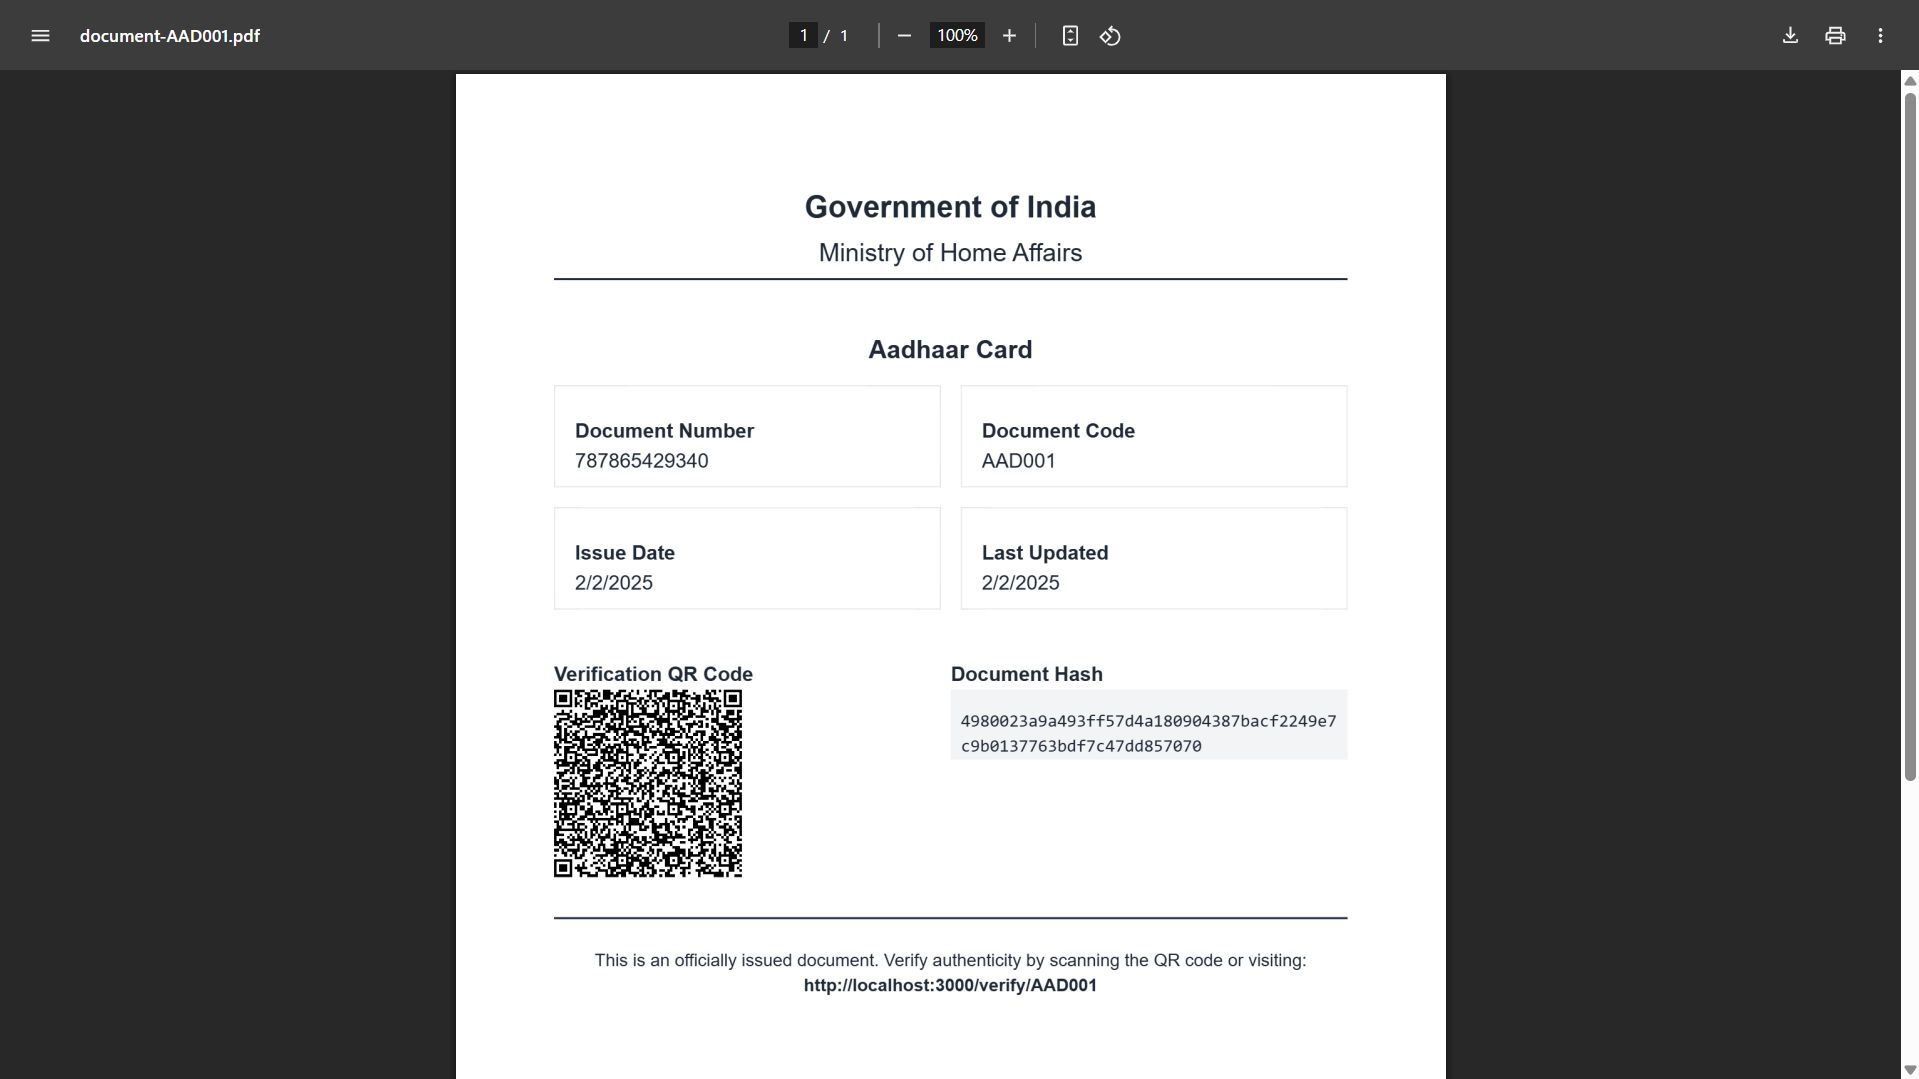 document-AAD001.pdf
1 / 1
100%
Government of India
Ministry of Home Affairs
Aadhaar Card
Document Number
787865429340
Document Code
AAD001
Issue Date
2/2/2025
Last Updated
2/2/2025
Verification QR Code
Document Hash
4980023a9a493ff57d4a180904387bacf2249e7
c9b0137763bdf7c47dd857070
This is an officially issued document. Verify authenticity by scanning the QR code or visiting:
http://localhost:3000/verify/AAD001